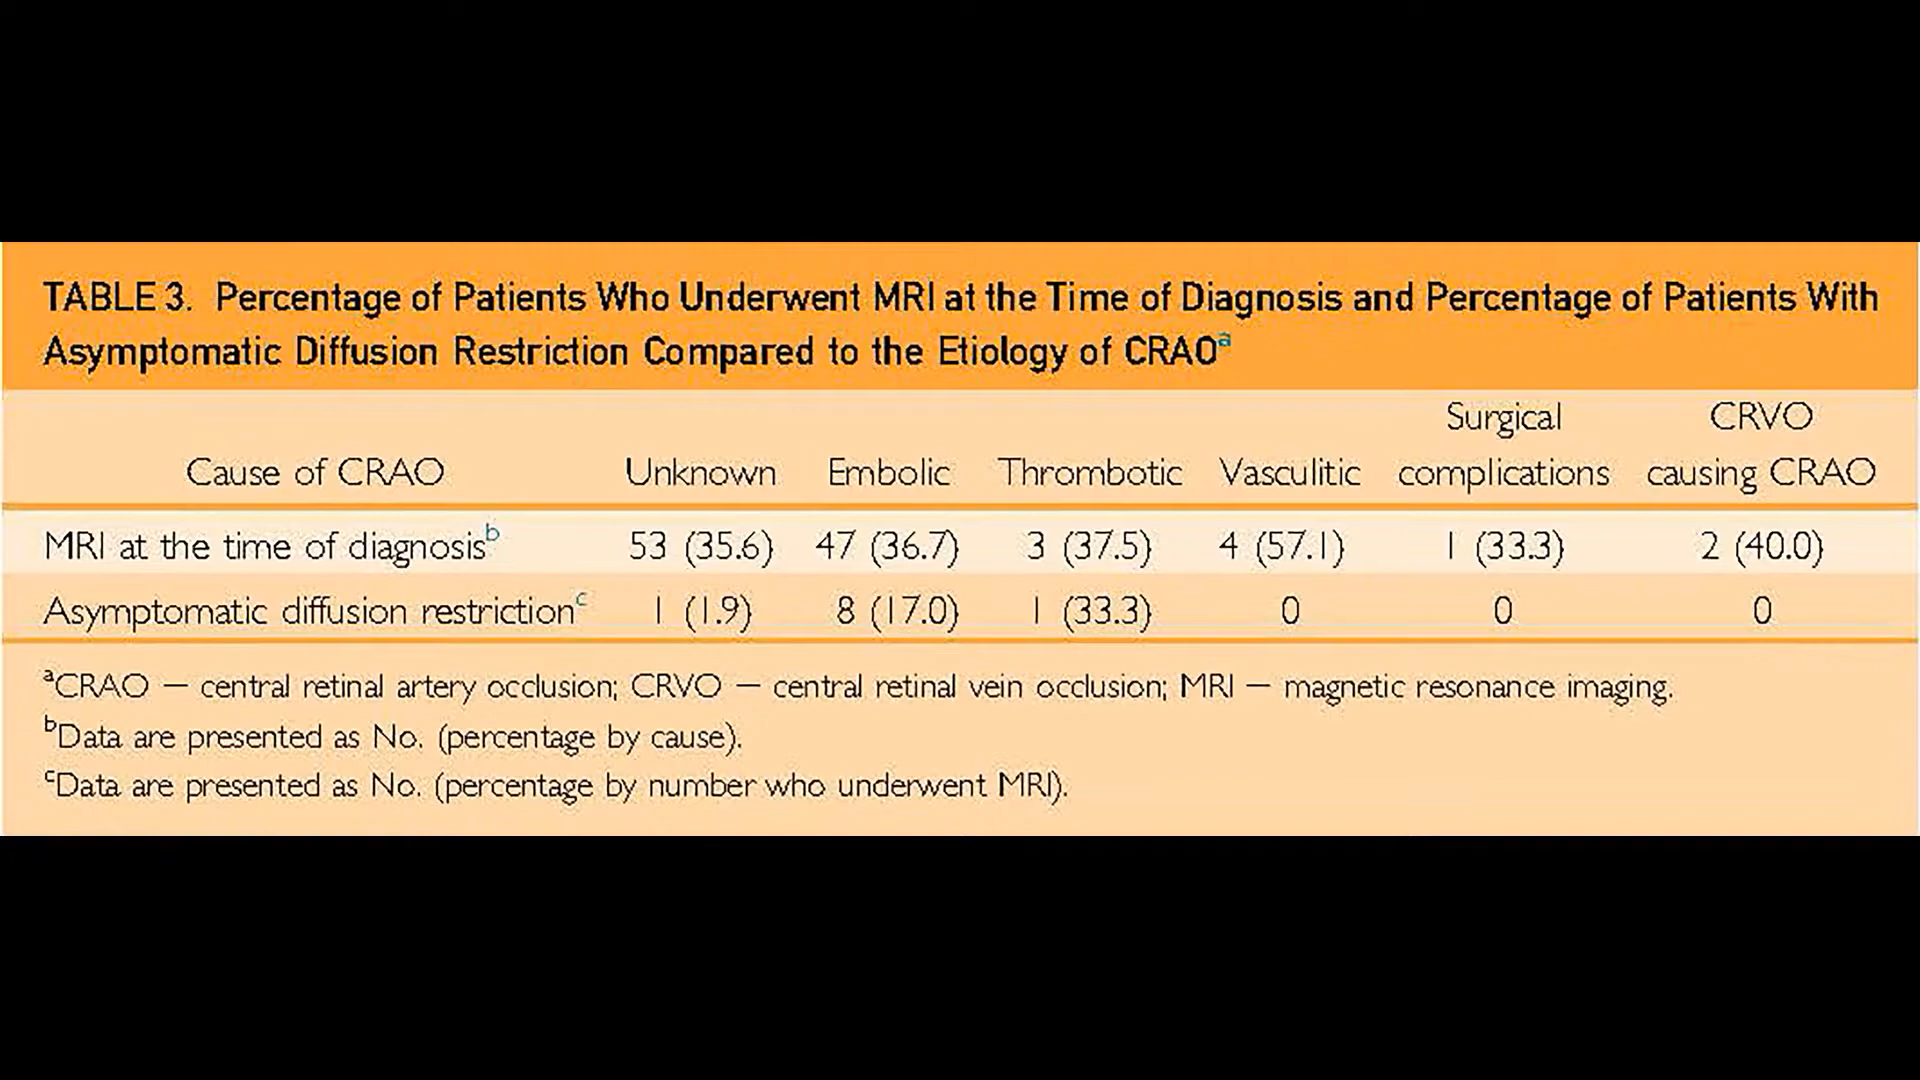 TABLE 3. Percentage of Patients Who Underwent MRI at the Time of Diagnosis and Percentage of Patients With
Asymptomatic Diffusion Restriction Compared to the Etiology of CRAOᵃ
Surgical CRVO
Cause of CRAO Unknown Embolic Thrombotic Vasculitic complications causing CRAO
MRI at the time of diagnosisᵇ 53 (35.6) 47 (36.7) 3 (37.5) 4 (57.1) 1 (33.3) 2 (40.0)
Asymptomatic diffusion restrictionᶜ 1 (1.9) 8 (17.0) 1 (33.3) 0 0 0
ᵃCRAO — central retinal artery occlusion; CRVO — central retinal vein occlusion; MRI — magnetic resonance imaging.
ᵇData are presented as No. (percentage by cause).
ᶜData are presented as No. (percentage by number who underwent MRI).